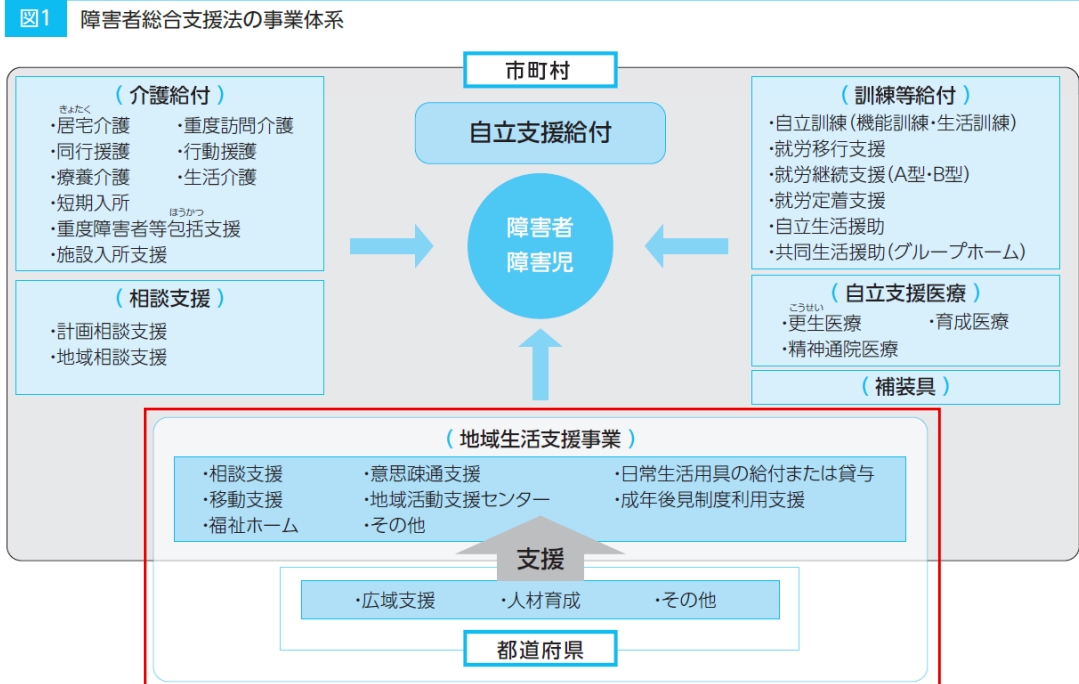 図1 障害者総合支援法の事業体系
市町村
自立支援給付
(介護給付)
きょたく
・居宅介護 ・重度訪問介護
・同行援護 ・行動援護
・療養介護 ・生活介護
・短期入所
ほうかつ
・重度障害者等包括支援
・施設入所支援
(相談支援)
・計画相談支援
・地域相談支援
障害者
障害児
(訓練等給付)
・自立訓練(機能訓練・生活訓練)
・就労移行支援
・就労継続支援(A型・B型)
・就労定着支援
・自立生活援助
・共同生活援助(グループホーム)
(自立支援医療)
こうせい
・更生医療 ・育成医療
・精神通院医療
(補装具)
(地域生活支援事業)
・相談支援 ・意思疎通支援 ・日常生活用具の給付または貸与
・移動支援 ・地域活動支援センター ・成年後見制度利用支援
・福祉ホーム ・その他
支援
・広域支援 ・人材育成 ・その他
都道府県